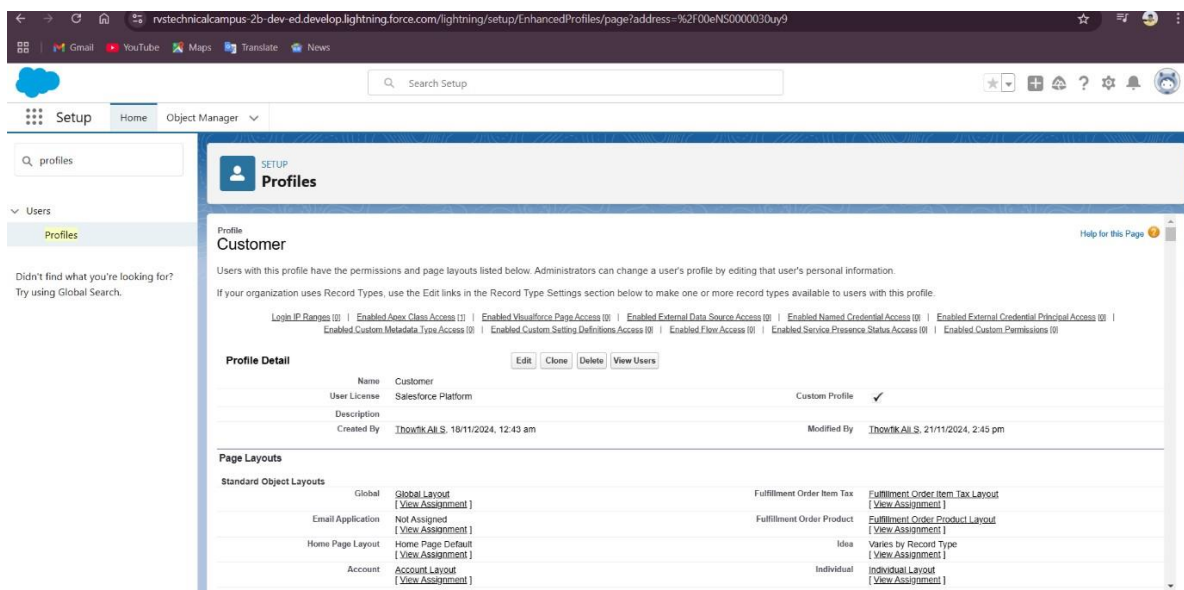 rvstechnicalcampus-2b-dev-ed.develop.lightning.force.com/lightning/setup/EnhancedProfiles/page?address=%2F00eNS0000030uy9
Gmail YouTube Maps Translate News
Search Setup
Setup Home Object Manager
profiles
Users
Profiles
Didn't find what you're looking for?
Try using Global Search.
SETUP
Profiles
Profile
Customer
Help for this Page
Users with this profile have the permissions and page layouts listed below. Administrators can change a user's profile by editing that user's personal information.
If your organization uses Record Types, use the Edit links in the Record Type Settings section below to make one or more record types available to users with this profile.
Login IP Ranges [0] | Enabled Apex Class Access [1] | Enabled Visualforce Page Access [0] | Enabled External Data Source Access [0] | Enabled Named Credential Access [0] | Enabled External Credential Principal Access [0] |
Enabled Custom Metadata Type Access [0] | Enabled Custom Setting Definitions Access [0] | Enabled Flow Access [0] | Enabled Service Presence Status Access [0] | Enabled Custom Permissions [0]
Profile Detail Edit Clone Delete View Users
Name Customer
User License Salesforce Platform Custom Profile ✓
Description
Created By Thowfik Ali S, 18/11/2024, 12:43 am Modified By Thowfik Ali S, 21/11/2024, 2:45 pm
Page Layouts
Standard Object Layouts
Global Global Layout Fulfillment Order Item Tax Fulfillment Order Item Tax Layout
[ View Assignment ] [ View Assignment ]
Email Application Not Assigned Fulfillment Order Product Fulfillment Order Product Layout
[ View Assignment ] [ View Assignment ]
Home Page Layout Home Page Default Idea Varies by Record Type
[ View Assignment ] [ View Assignment ]
Account Account Layout Individual Individual Layout
[ View Assignment ] [ View Assignment ]